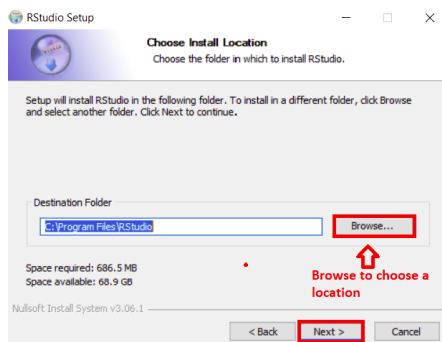 RStudio Setup
Choose Install Location
Choose the folder in which to install RStudio.
Setup will install RStudio in the following folder. To install in a different folder, click Browse
and select another folder. Click Next to continue.
Destination Folder
C:\Program Files\RStudio
Browse...
Space required: 686.5 MB
Space available: 68.9 GB
Browse to choose a
location
Nullsoft Install System v3.06.1
< Back
Next >
Cancel